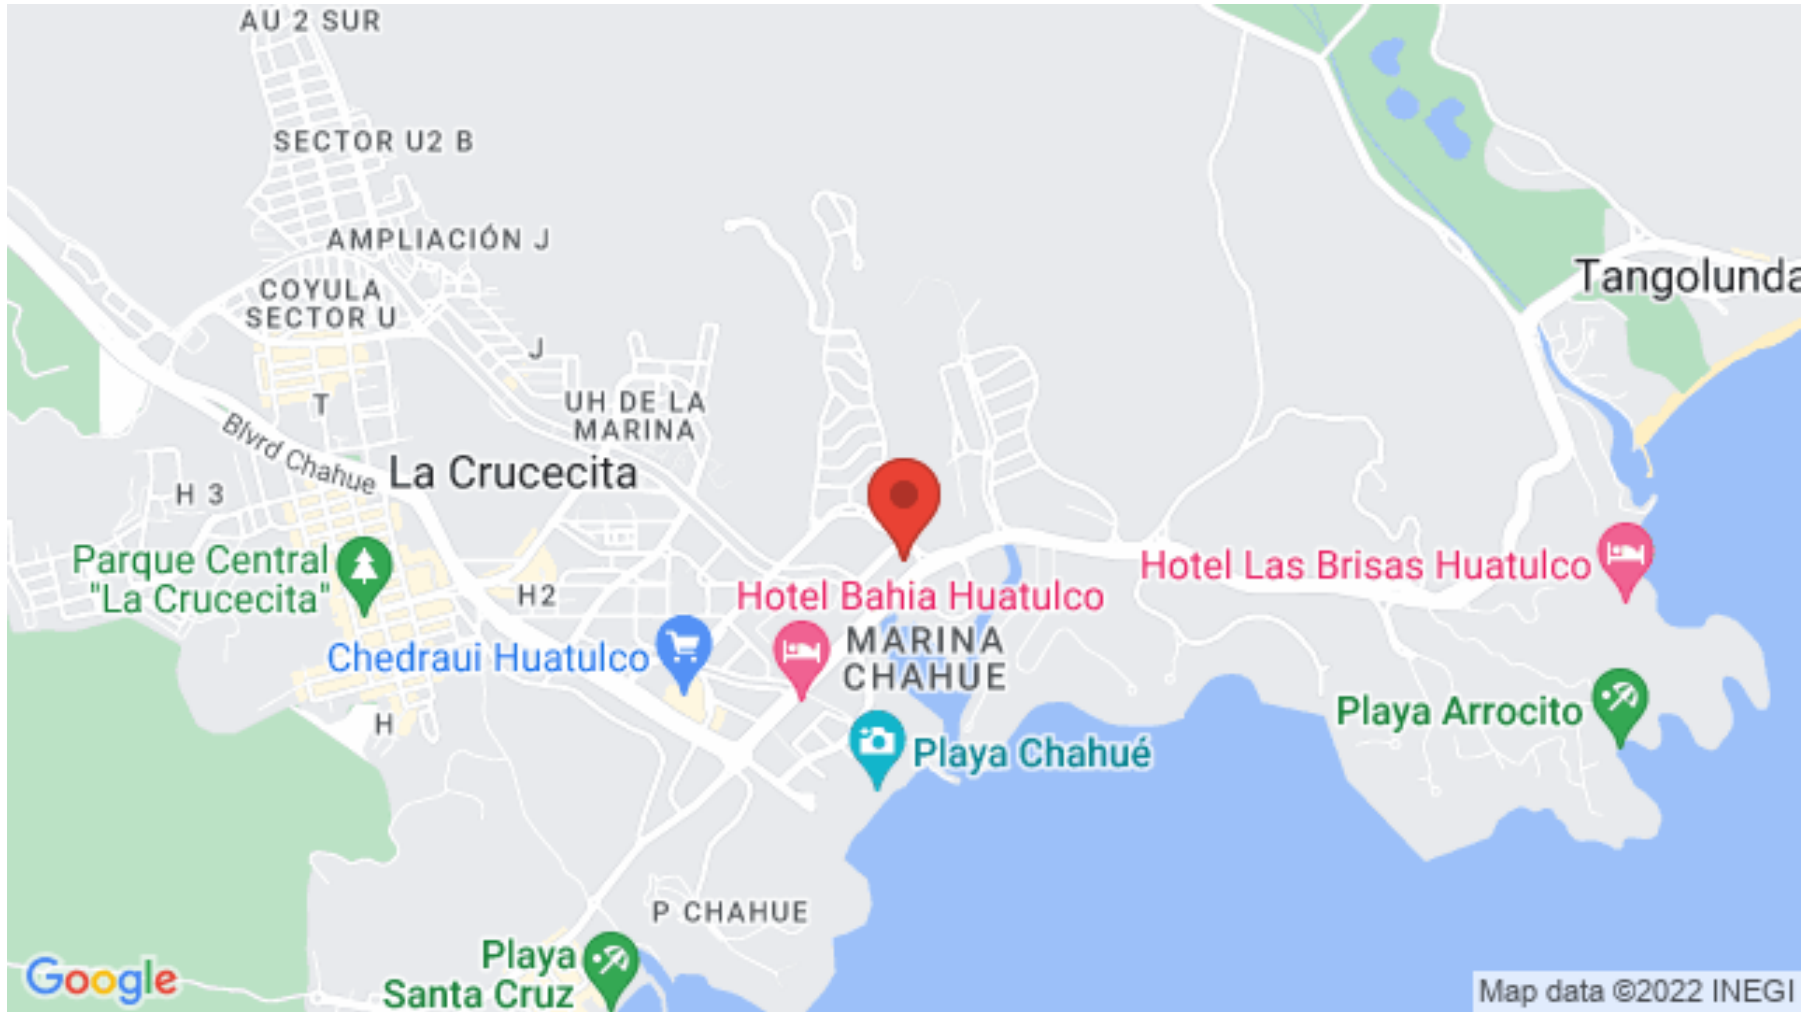 AU 2 SUR
SECTOR U2 B
AMPLIACIÓN J
COYULA
SECTOR U
Tangolunda
J
T
UH DE LA
MARINA
Blvrd Chahue
La Crucecita
H 3
Parque Central
"La Crucecita"
H2
Hotel Bahia Huatulco
Hotel Las Brisas Huatulco
Chedraui Huatulco
MARINA
CHAHUE
H
Playa Arrocito
Playa Chahué
P CHAHUE
Playa
Santa Cruz
Google
Map data ©2022 INEGI